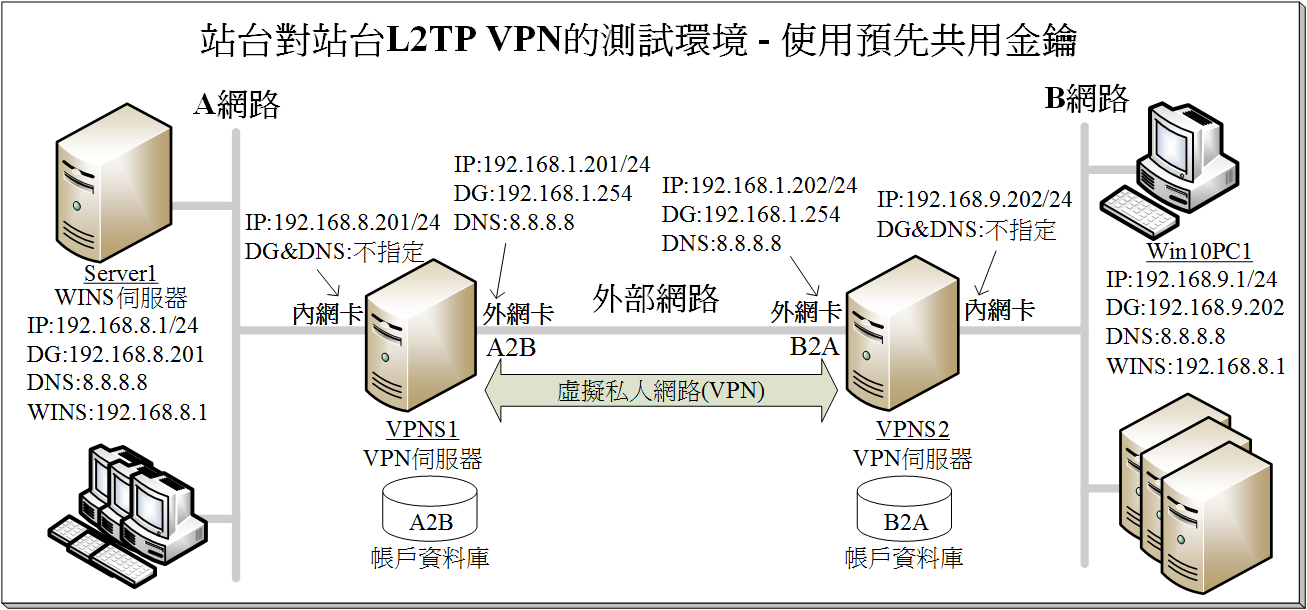 站台對站台L2TP VPN的測試環境 - 使用預先共用金鑰
A網路
B網路
Server1
WINS伺服器
IP:192.168.8.1/24
DG:192.168.8.201
DNS:8.8.8.8
WINS:192.168.8.1
IP:192.168.8.201/24
DG&DNS:不指定
內網卡
IP:192.168.1.201/24
DG:192.168.1.254
DNS:8.8.8.8
外網卡
A2B
外部網路
虛擬私人網路(VPN)
IP:192.168.1.202/24
DG:192.168.1.254
DNS:8.8.8.8
外網卡
B2A
IP:192.168.9.202/24
DG&DNS:不指定
內網卡
Win10PC1
IP:192.168.9.1/24
DG:192.168.9.202
DNS:8.8.8.8
WINS:192.168.8.1
VPNS1
VPN伺服器
A2B
帳戶資料庫
VPNS2
VPN伺服器
B2A
帳戶資料庫